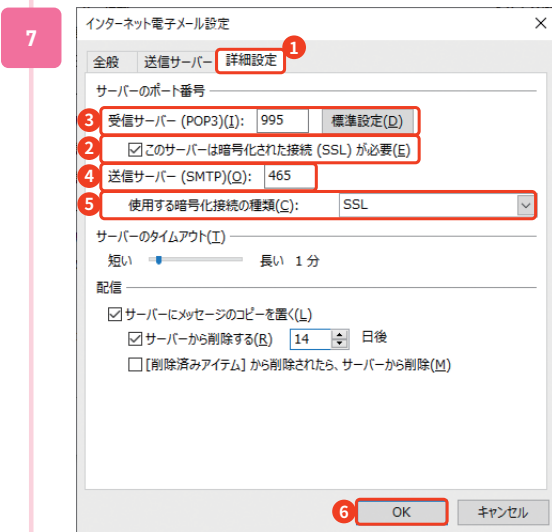 7
インターネット電子メール設定
1
全般 送信サーバー 詳細設定
サーバーのポート番号
3 受信サーバー (POP3)(I): 995 標準設定(D)
2 このサーバーは暗号化された接続 (SSL) が必要(E)
4 送信サーバー (SMTP)(O): 465
5 使用する暗号化接続の種類(C): SSL
サーバーのタイムアウト(T)
短い 長い 1 分
配信
サーバーにメッセージのコピーを置く(L)
サーバーから削除する(R) 14 日後
[削除済みアイテム] から削除されたら、サーバーから削除(M)
6 OK キャンセル